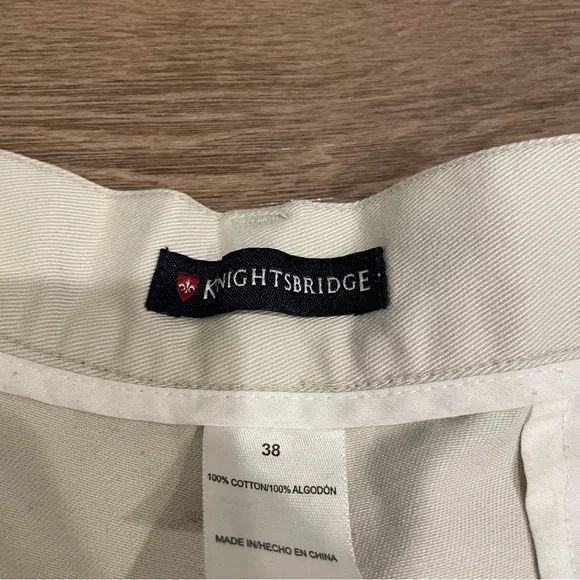 KNIGHTSBRIDGE
38
100% COTTON/100% ALGODÓN
MADE IN/HECHO EN CHINA